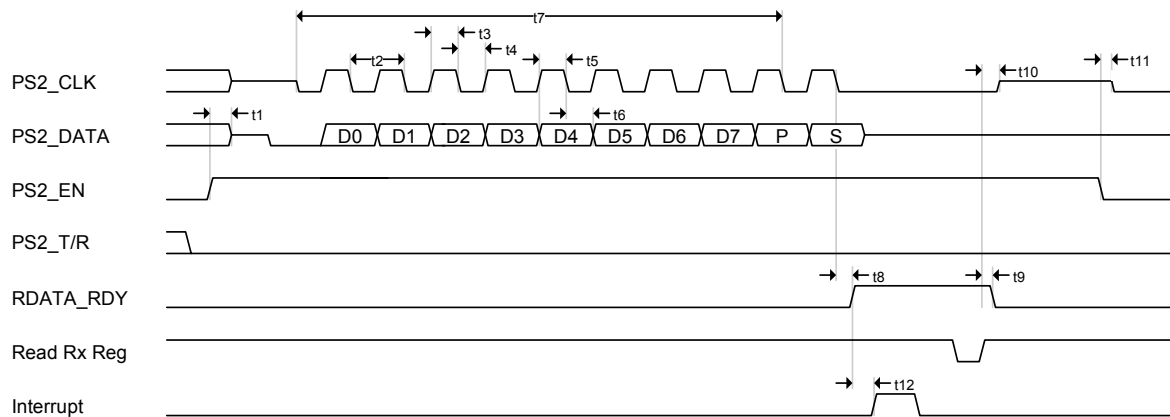 t7
t3
t2 t4 t5 t10 t11
PS2_CLK
t1 t6
PS2_DATA D0 D1 D2 D3 D4 D5 D6 D7 P S
PS2_EN
PS2_T/R
t8 t9
RDATA_RDY
Read Rx Reg
t12
Interrupt